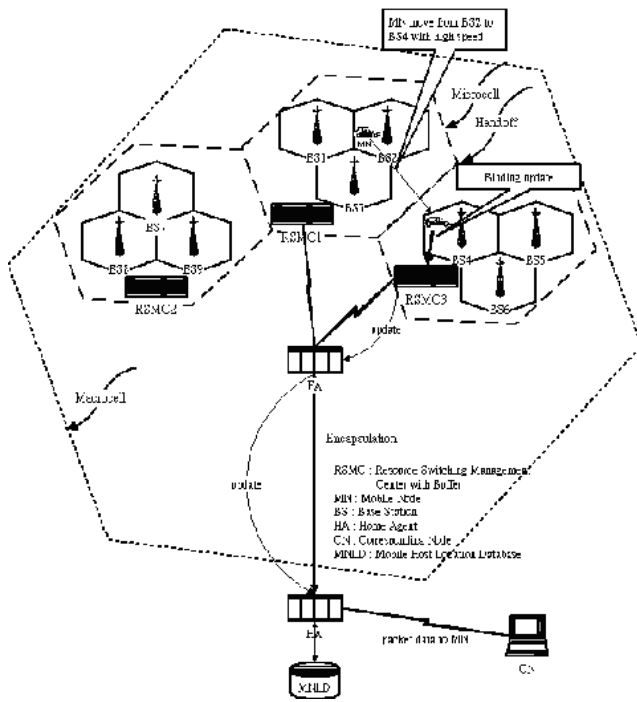 MN move from BS2 to
BS4 with high speed
Microcell
Handoff
BS1
MN
BS2
BS3
RSMC1
Binding update
BS7
BS8
BS9
RSMC2
BS4
BS5
BS6
RSMC3
update
FA
Macrocell
Encapsulation
update
RSMC : Resource Switching Management
Center with Buffer
MN : Mobile Node
BS : Base Station
HA : Home Agent
CN : Node
MNLD : Mobile Host Location Database
HA
packet data to MN
CN
MNLD